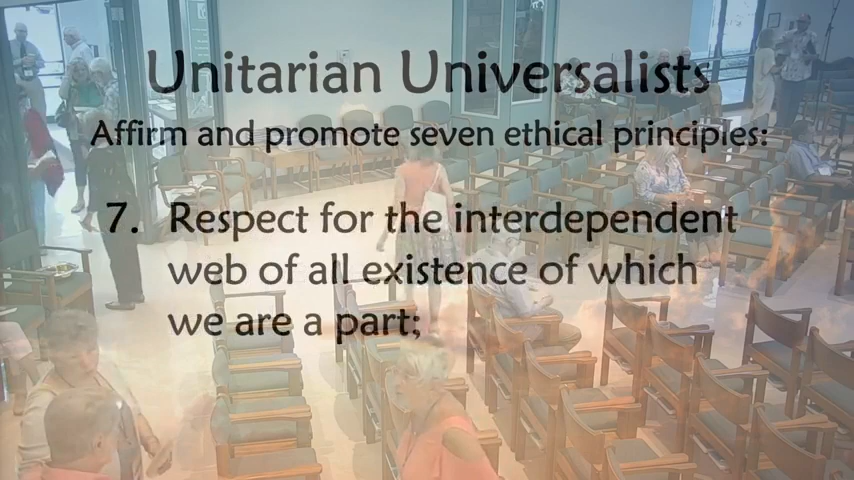 Unitarian Universalists
Affirm and promote seven ethical principles:
7. Respect for the interdependent
web of all existence of which
we are a part;